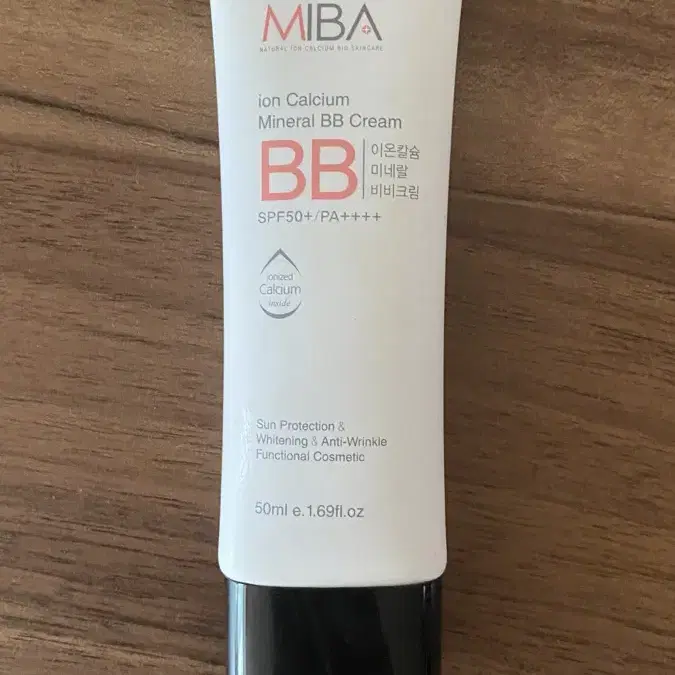 MIBA
NATURAL ION CALCIUM BIO SKINCARE
ion Calcium
Mineral BB Cream
BB
이온칼슘
미네랄
비비크림
SPF50+/PA++++
ionized
Calcium
inside
Sun Protection &
Whitening & Anti-Wrinkle
Functional Cosmetic
50ml e.1.69fl.oz